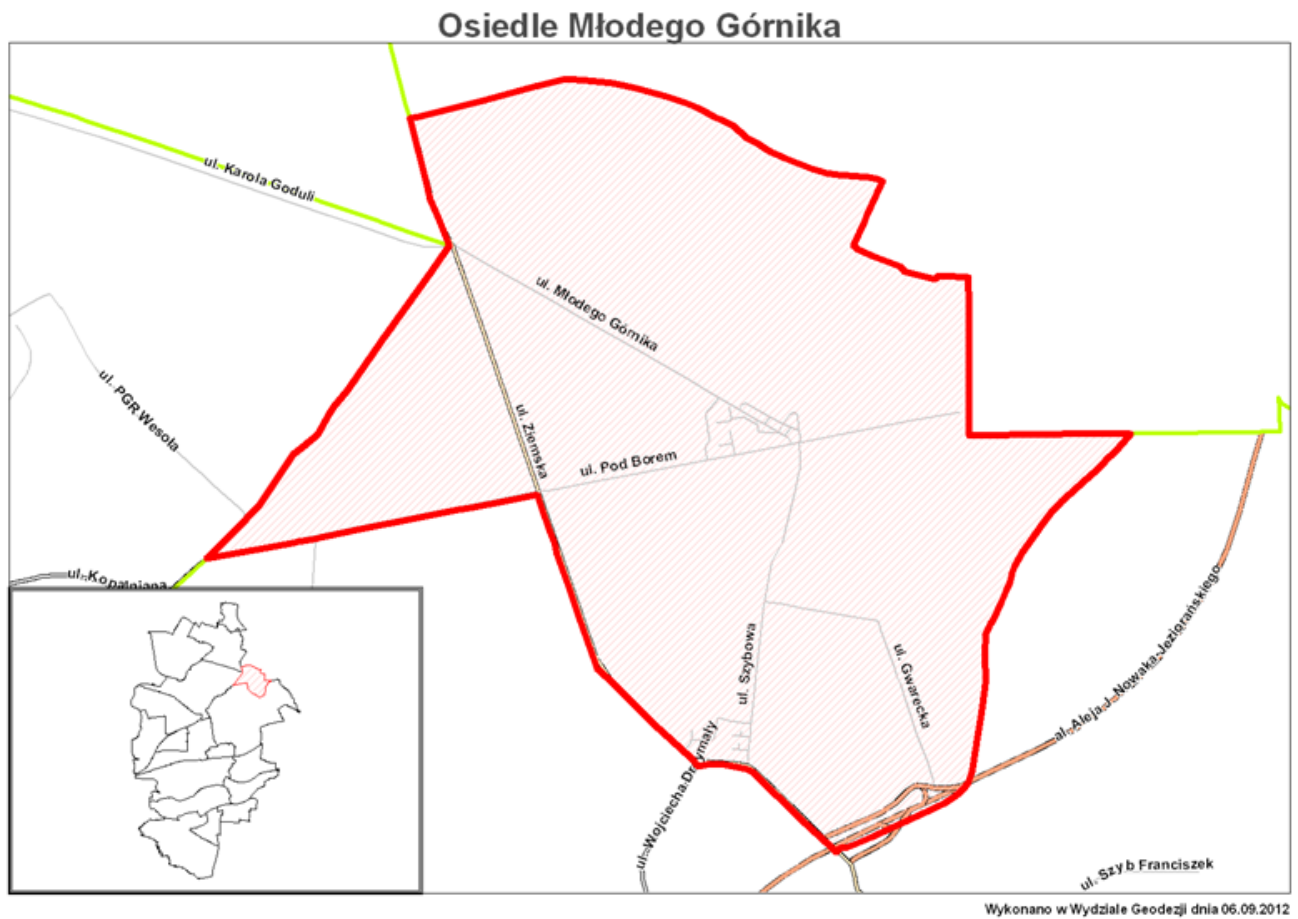 Osiedle Młodego Górnika
ul. Karola Goduli
ul. Młodego Górnika
ul. PGR Wesoła
ul. Ziemska
ul. Pod Borem
ul. Kopalniana
ul. Szybowa
ul. Gwarecka
al. Aleja J. Nowaka-Jeziorańskiego
ul. Wojciecha Drzymały
ul. Szyb Franciszek
Wykonano w Wydziale Geodezji dnia 06.09.2012